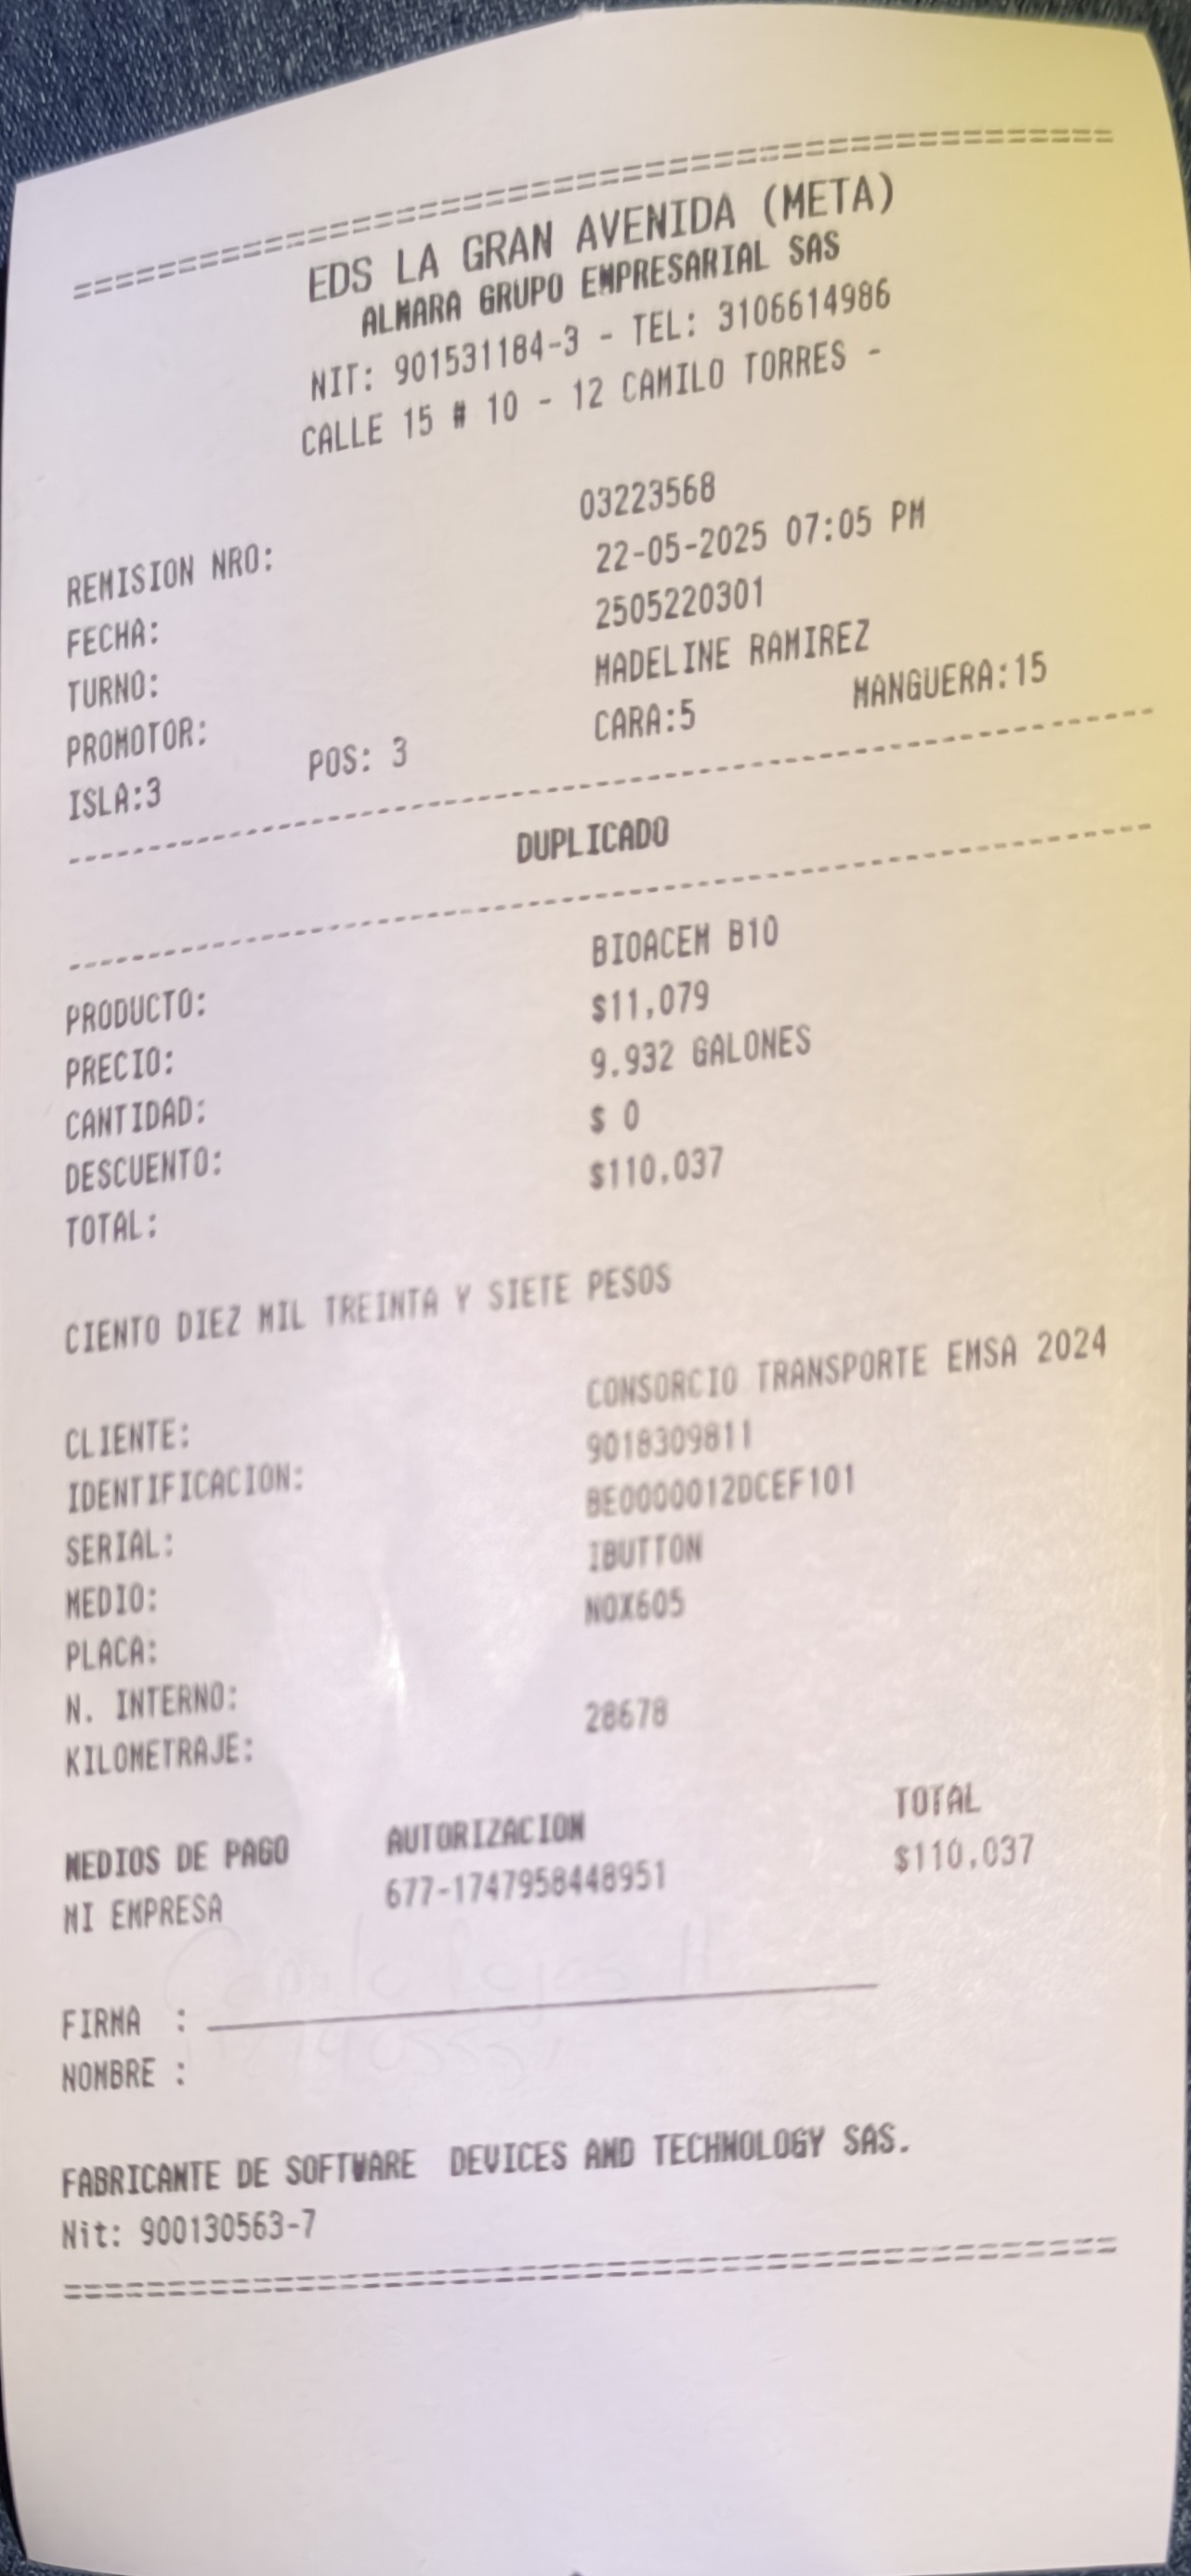 EDS LA GRAN AVENIDA (META)
ALMARA GRUPO EMPRESARIAL SAS
NIT: 901531184-3 - TEL: 3106614986
CALLE 15 # 10 - 12 CAMILO TORRES -
REMISION NRO: 03223568
FECHA: 22-05-2025 07:05 PM
TURNO: 2505220301
PROMOTOR: MADELINE RAMIREZ
ISLA:3 POS: 3 CARA:5 MANGUERA:15
DUPLICADO
PRODUCTO: BIOACEM B10
PRECIO: $11,079
CANTIDAD: 9.932 GALONES
DESCUENTO: $ 0
TOTAL: $110,037
CIENTO DIEZ MIL TREINTA Y SIETE PESOS
CLIENTE: CONSORCIO TRANSPORTE EMSA 2024
IDENTIFICACION: 9018309811
SERIAL: BE0000012DCEF101
MEDIO: IBUTTON
PLACA: NOX605
N. INTERNO:
KILOMETRAJE: 28678
MEDIOS DE PAGO AUTORIZACION TOTAL
MI EMPRESA 677-1747958448951 $110,037
Camilo
FIRMA :
NOMBRE :
FABRICANTE DE SOFTWARE DEVICES AND TECHNOLOGY SAS.
Nit: 900130563-7